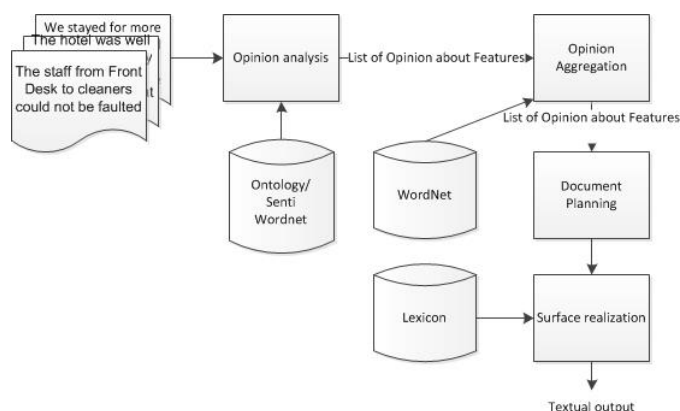 We stayed for more
The hotel was well
The staff from Front
Desk to cleaners
could not be faulted
Opinion analysis
List of Opinion about Features
Opinion
Aggregation
List of Opinion about Features
Ontology/
Senti
Wordnet
WordNet
Document
Planning
Lexicon
Surface realization
Textual output